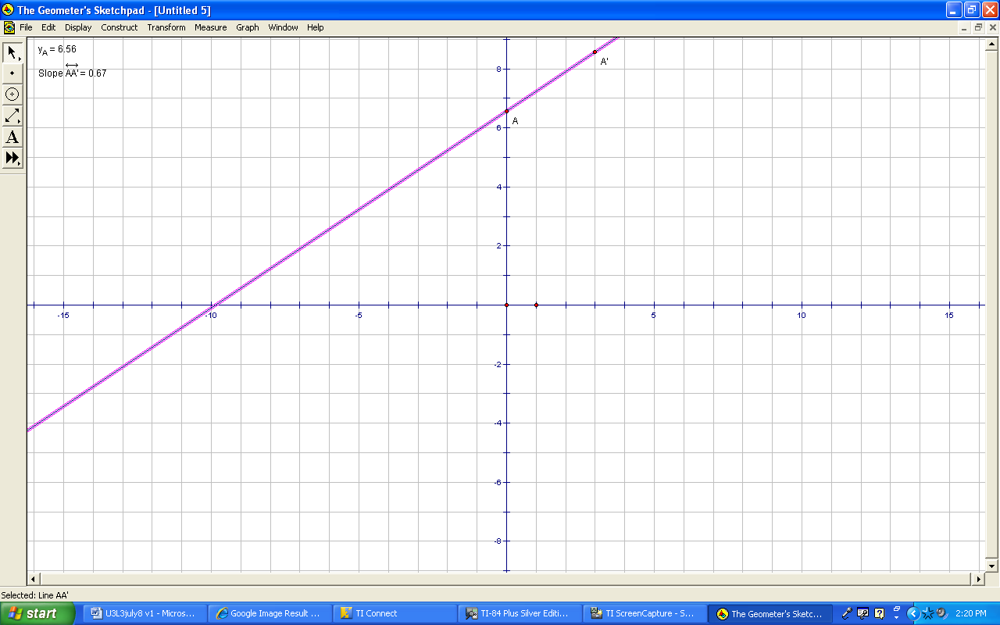 The Geometer's Sketchpad - [Untitled 5]
File Edit Display Construct Transform Measure Graph Window Help
yA = 6.56
Slope AA' = 0.67
A
A'
A
8
6
4
2
-15 -10 -5 5 10 15
-2
-4
-6
-8
Selected: Line AA'
start U3L3july8 v1 - Micros... Google Image Result ... TI Connect TI-84 Plus Silver Editi... TI ScreenCapture - S... The Geometer's Sketc... 2:20 PM